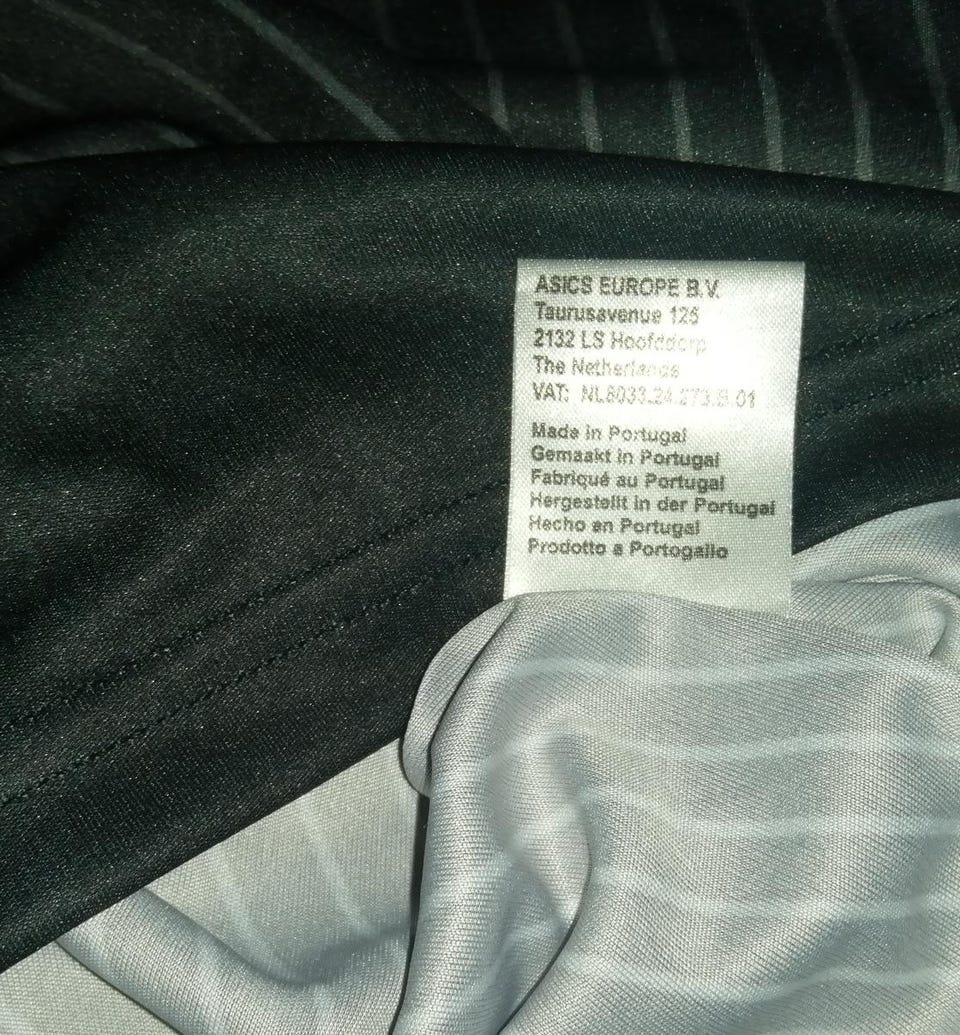 ASICS EUROPE B.V.
Taurusavenue 125
2132 LS Hoofddorp
The Netherlands
VAT: NL8033.24.273.B.01
Made in Portugal
Gemaakt in Portugal
Fabriqué au Portugal
Hergestellt in der Portugal
Hecho en Portugal
Prodotto a Portogallo